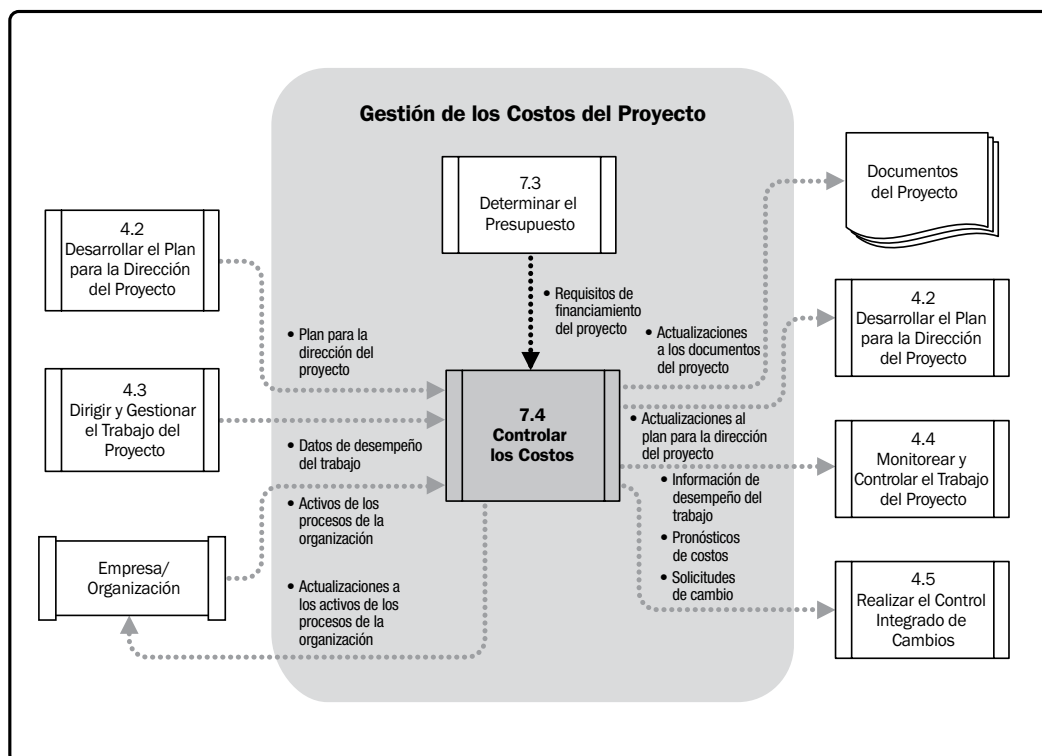 Gestión de los Costos del Proyecto
7.3
Determinar el
Presupuesto
Documentos
del Proyecto
4.2
Desarrollar el Plan
para la Dirección
del Proyecto
• Requisitos de
financiamiento
del proyecto
• Plan para la
dirección del
proyecto
• Actualizaciones
a los documentos
del proyecto
4.2
Desarrollar el Plan
para la Dirección
del Proyecto
4.3
Dirigir y Gestionar
el Trabajo del
Proyecto
7.4
Controlar
los Costos
• Datos de desempeño
del trabajo
• Actualizaciones al
plan para la dirección
del proyecto
4.4
Monitorear y
Controlar el Trabajo
del Proyecto
• Activos de los
procesos de la
organización
• Información de
desempeño del
trabajo
• Pronósticos
de costos
• Solicitudes
de cambio
Empresa/
Organización
• Actualizaciones a
los activos de los
procesos de la
organización
4.5
Realizar el Control
Integrado de
Cambios